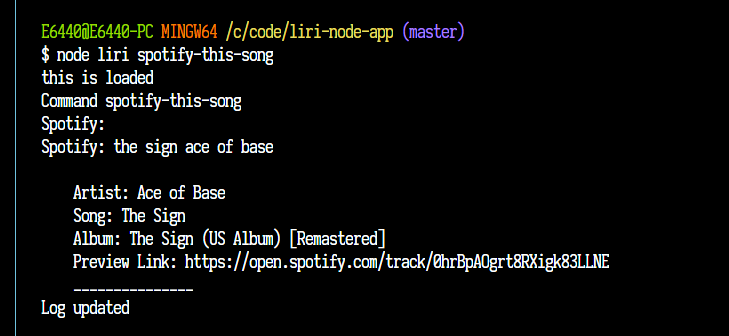 E6440@E6440-PC MINGW64 /c/code/liri-node-app (master)
$ node liri spotify-this-song
this is loaded
Command spotify-this-song
Spotify:
Spotify: the sign ace of base
Artist: Ace of Base
Song: The Sign
Album: The Sign (US Album) [Remastered]
Preview Link: https://open.spotify.com/track/0hrBpAOgrt8RXigk83LLNE
_______________
Log updated